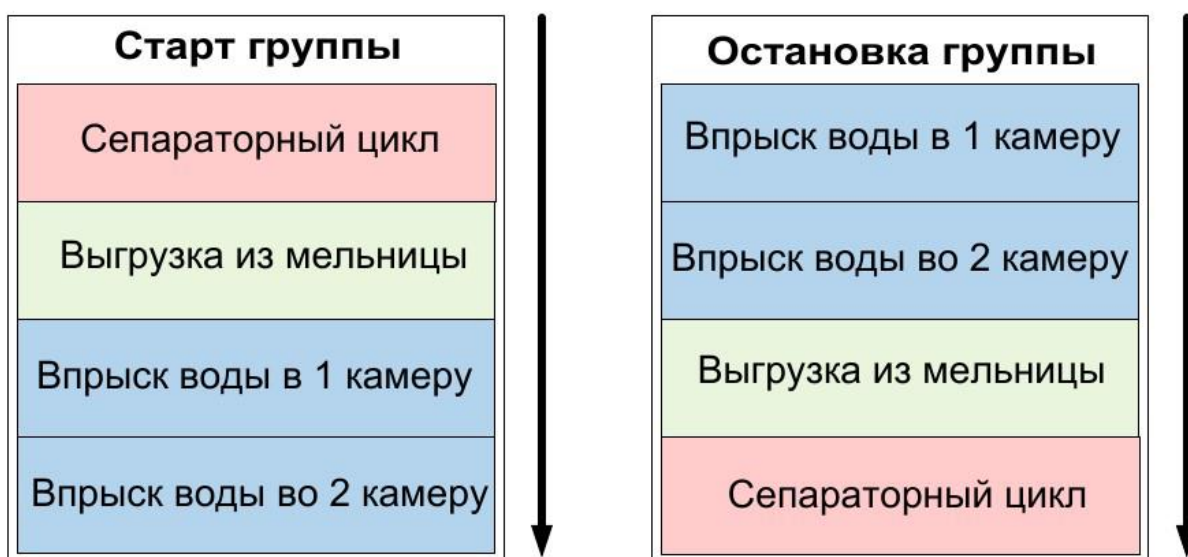 Старт группы
Сепараторный цикл
Выгрузка из мельницы
Впрыск воды в 1 камеру
Впрыск воды во 2 камеру
Остановка группы
Впрыск воды в 1 камеру
Впрыск воды во 2 камеру
Выгрузка из мельницы
Сепараторный цикл